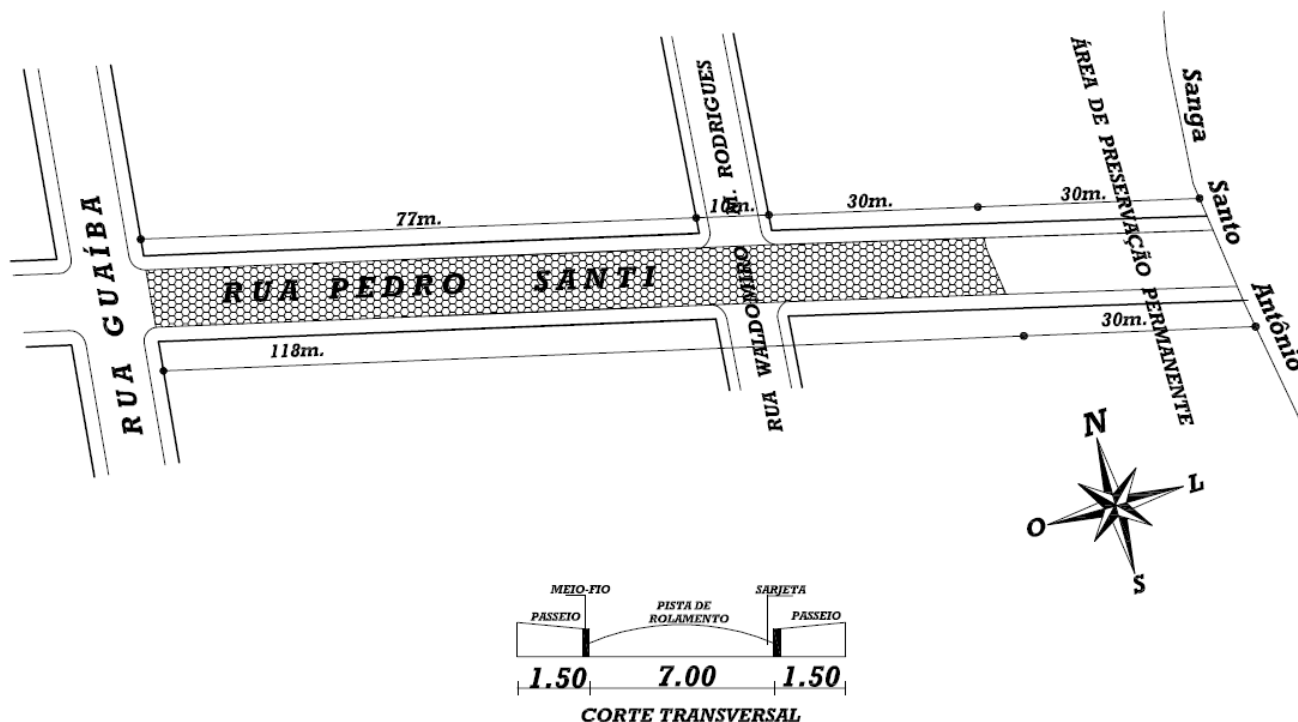 RUA GUAÍBA
RUA PEDRO SANTI
RUA WALDOMIRO M. RODRIGUES
ÁREA DE PRESERVAÇÃO PERMANENTE
Sanga Santo Antônio
77m.
10m.
30m.
30m.
118m.
30m.
N
L
O
S
MEIO-FIO
SARJETA
PASSEIO
PISTA DE
ROLAMENTO
PASSEIO
1.50
7.00
1.50
CORTE TRANSVERSAL